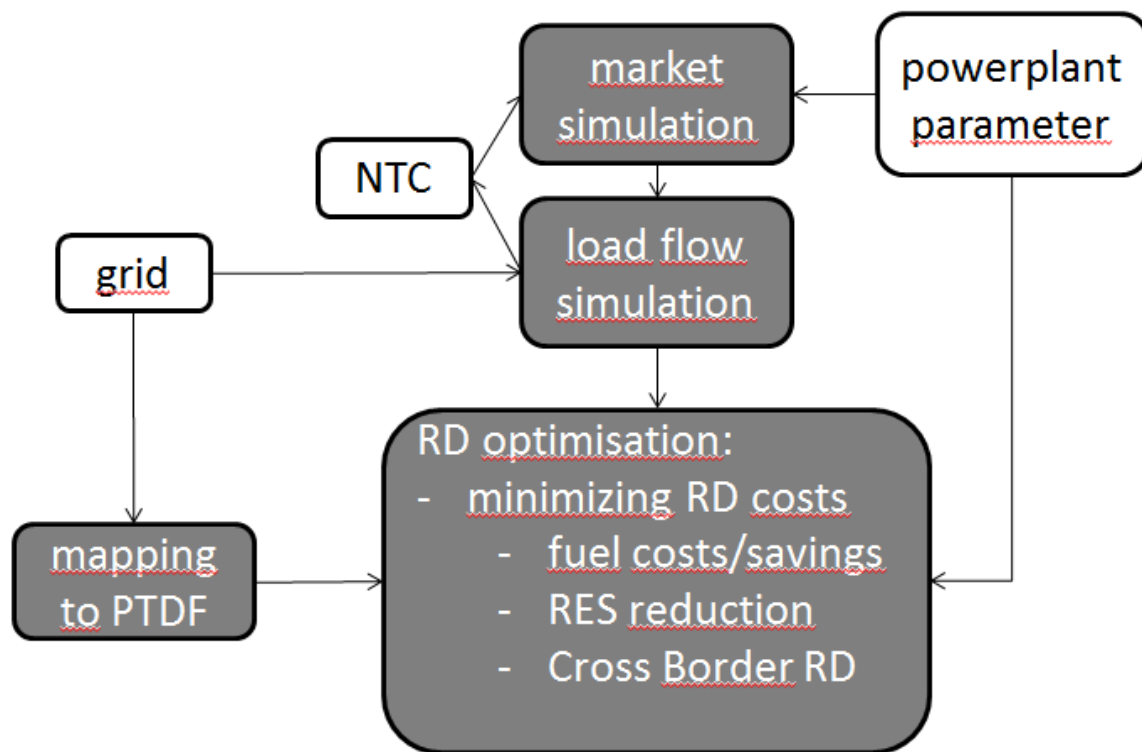 market
simulation
powerplant
parameter
NTC
load flow
simulation
grid
RD optimisation:
- minimizing RD costs
- fuel costs/savings
- RES reduction
- Cross Border RD
mapping
to PTDF